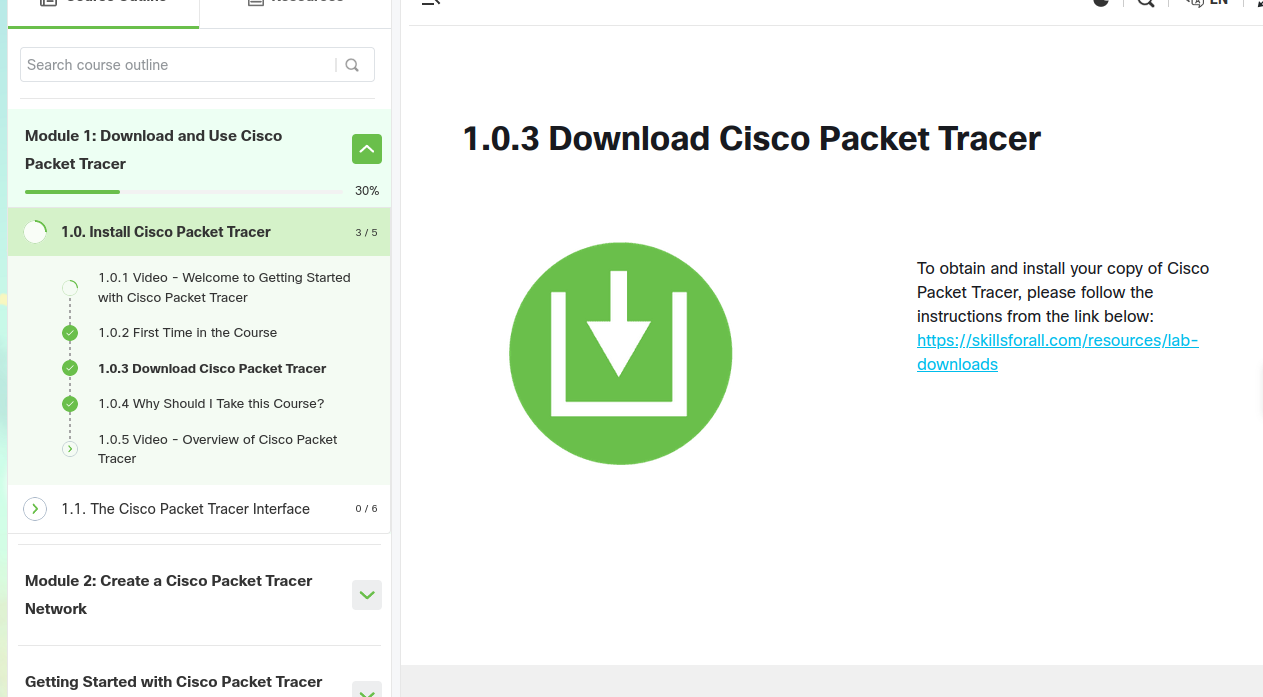 Course Outline
Resources
EN
Search course outline
Module 1: Download and Use Cisco
Packet Tracer
30%
1.0. Install Cisco Packet Tracer
3 / 5
1.0.1 Video - Welcome to Getting Started
with Cisco Packet Tracer
1.0.2 First Time in the Course
1.0.3 Download Cisco Packet Tracer
1.0.4 Why Should I Take this Course?
1.0.5 Video - Overview of Cisco Packet
Tracer
1.1. The Cisco Packet Tracer Interface
0 / 6
Module 2: Create a Cisco Packet Tracer
Network
Getting Started with Cisco Packet Tracer
1.0.3 Download Cisco Packet Tracer
To obtain and install your copy of Cisco
Packet Tracer, please follow the
instructions from the link below:
https://skillsforall.com/resources/lab-
downloads